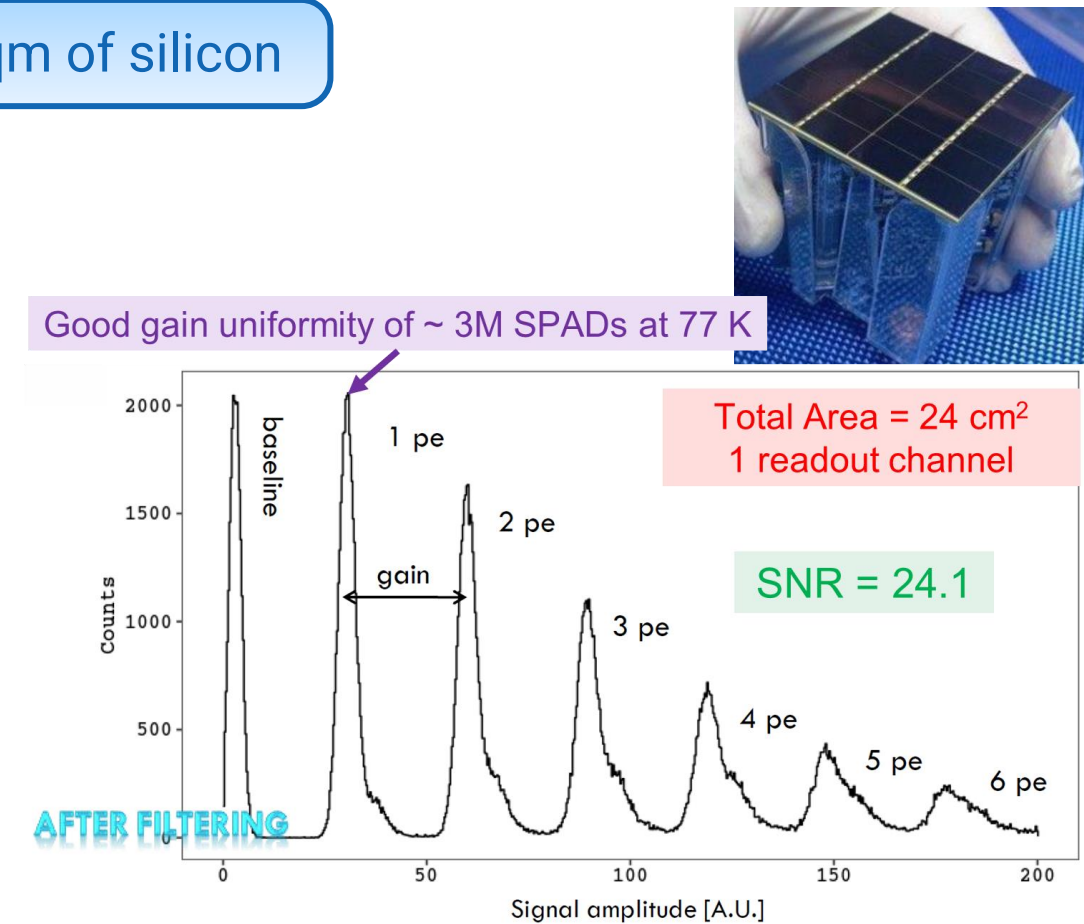 of silicon
Good gain uniformity of ~ 3M SPADs at 77 K
Total Area = 24 cm²
1 readout channel
SNR = 24.1
baseline
1 pe
2 pe
3 pe
4 pe
5 pe
6 pe
gain
Counts
2000
1500
1000
500
0
AFTER FILTERING
0
50
100
150
200
Signal amplitude [A.U.]